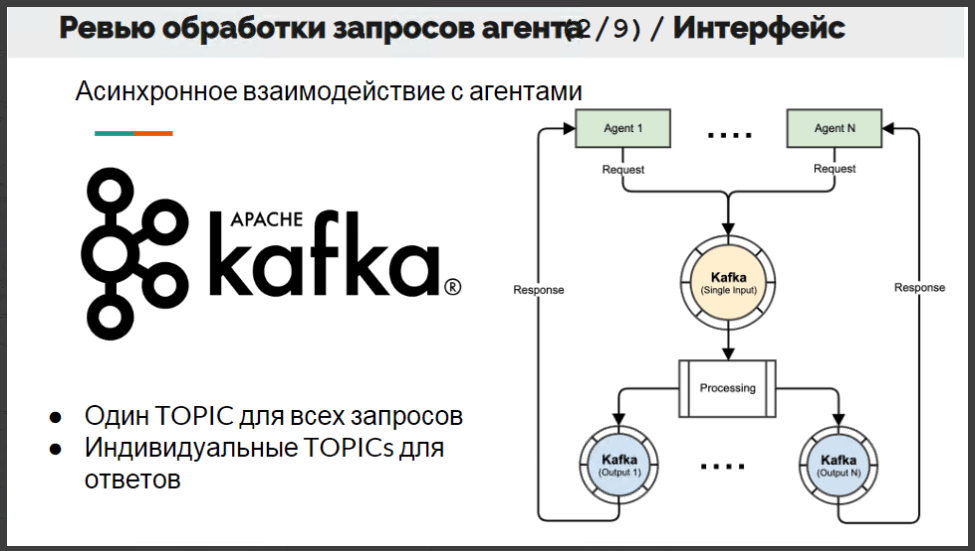 Ревью обработки запросов агента (2/9) / Интерфейс
Асинхронное взаимодействие с агентами
APACHE
kafka®
● Один TOPIC для всех запросов
● Индивидуальные TOPICs для
ответов
Agent 1
....
Agent N
Request
Request
Kafka
(Single Input)
Response
Response
Processing
Kafka
(Output 1)
....
Kafka
(Output N)